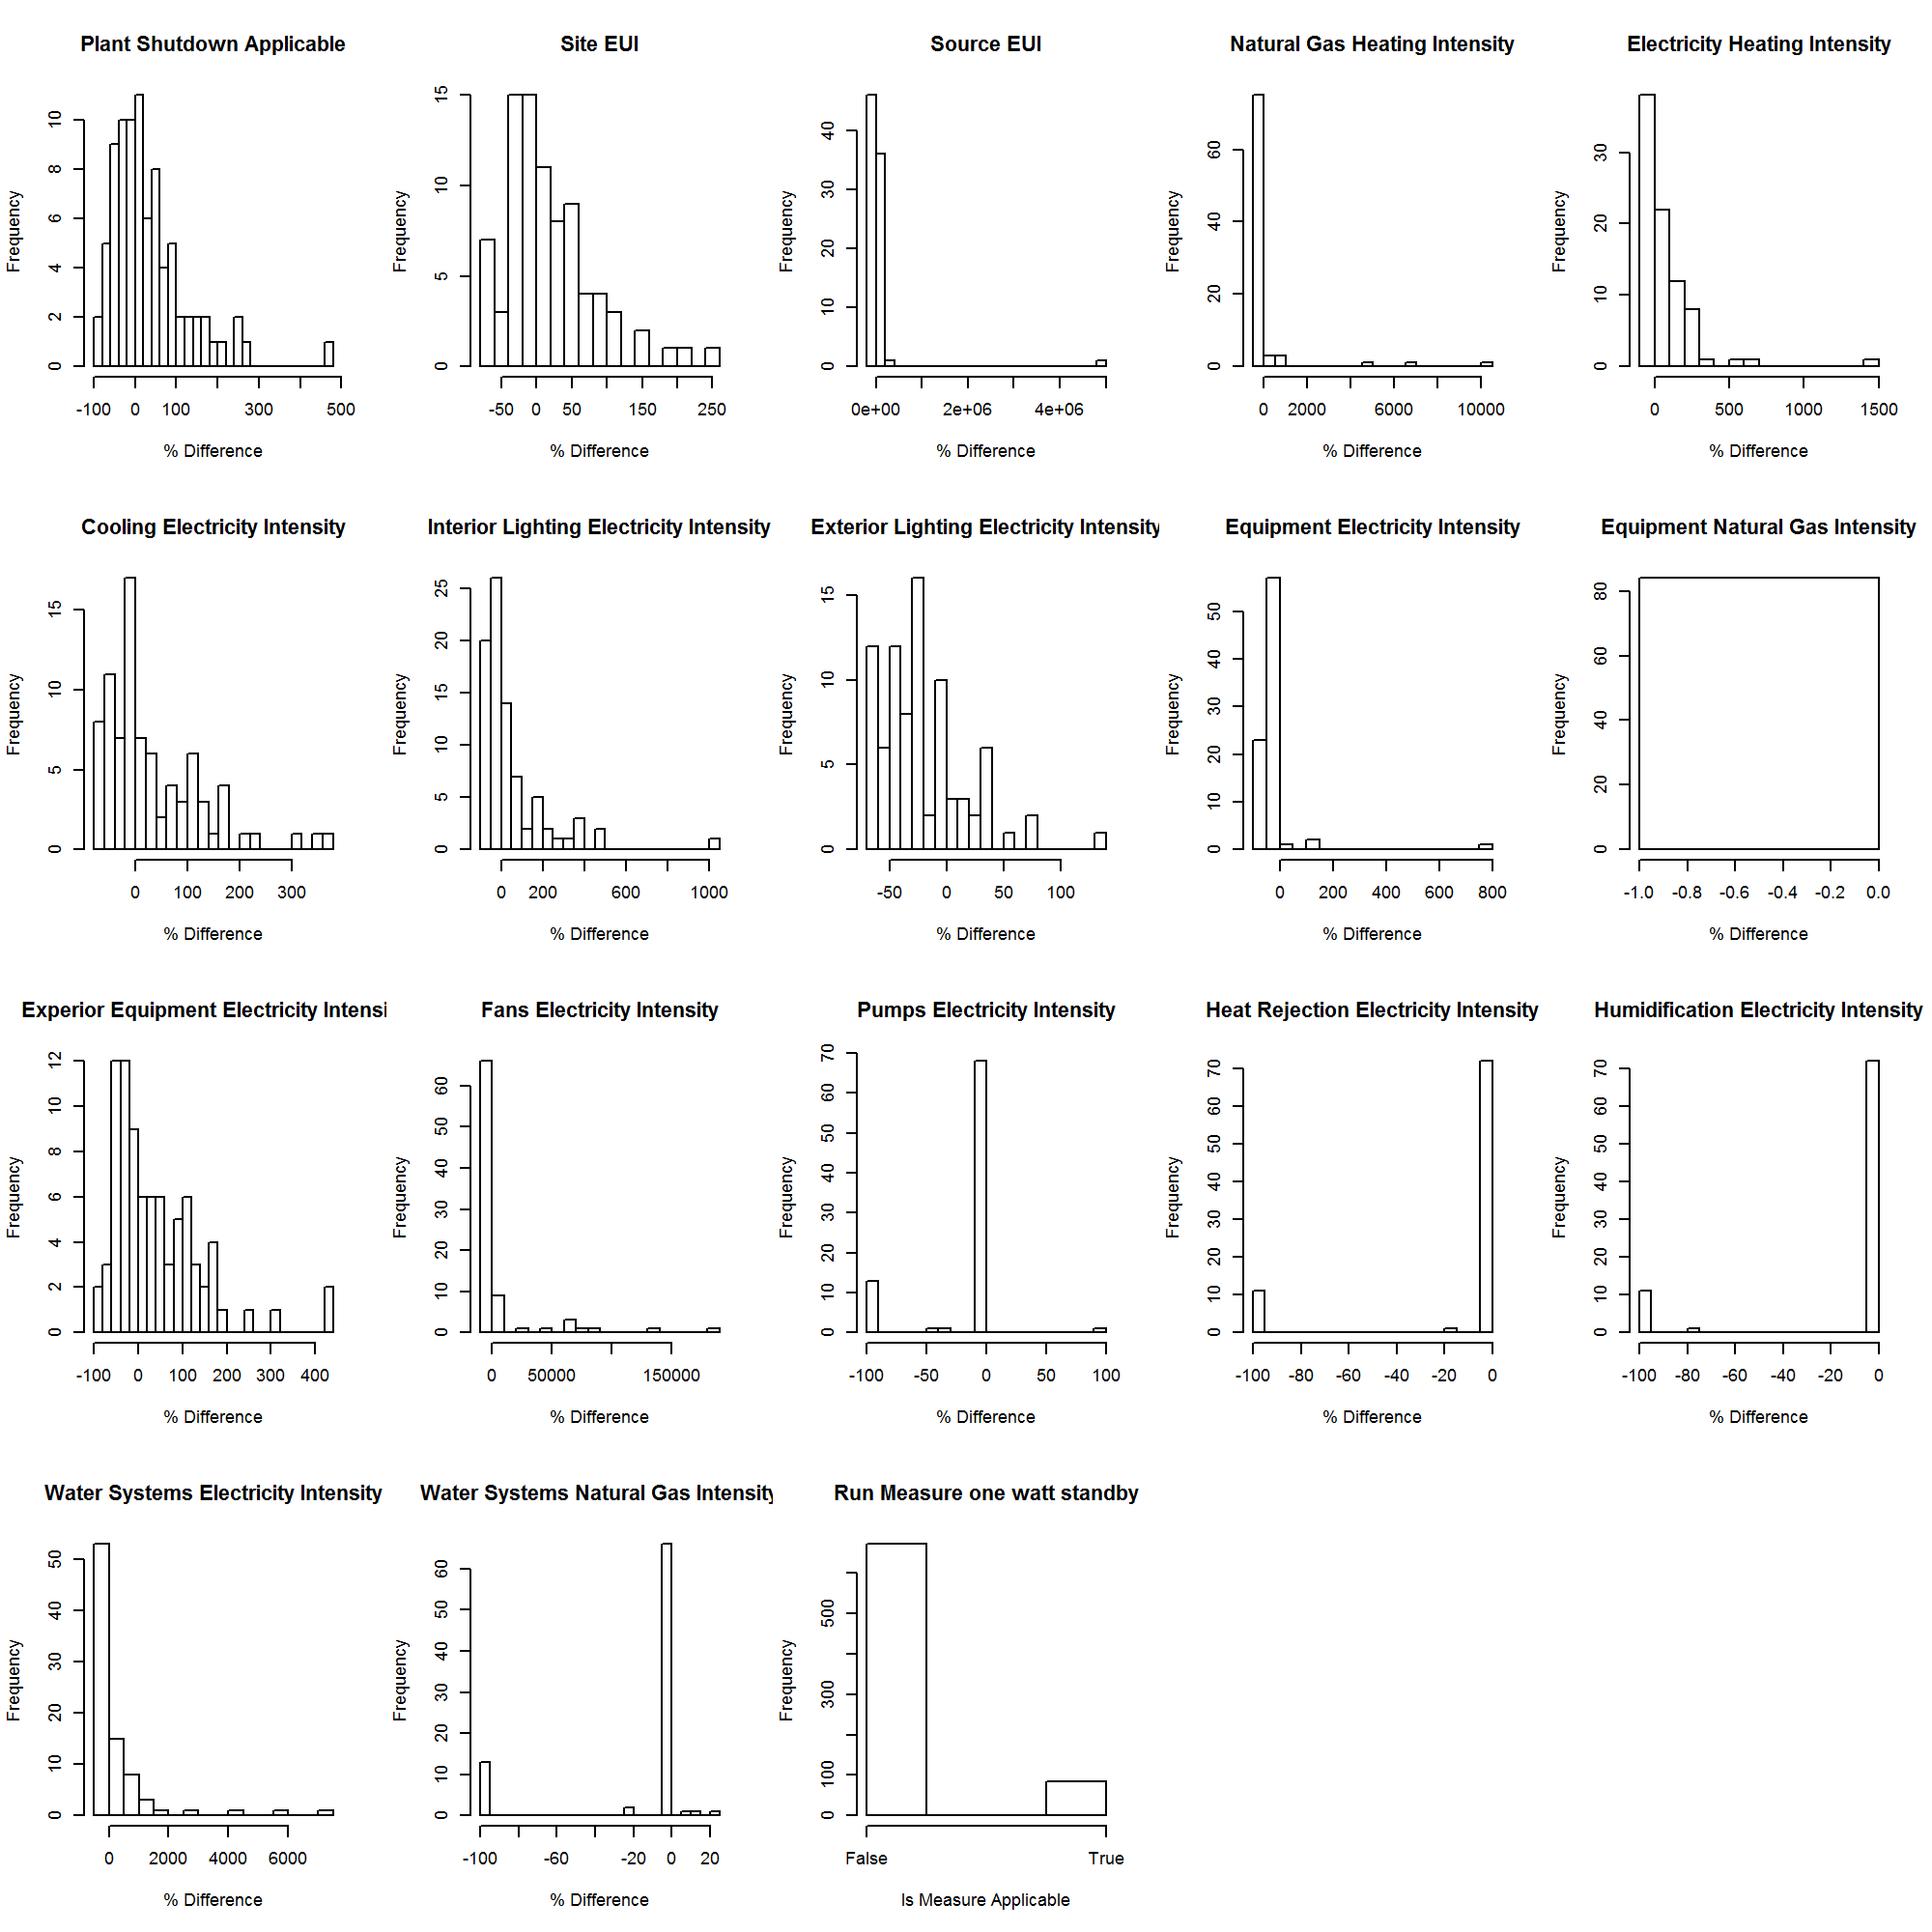 Plant Shutdown Applicable
Frequency
0 2 4 6 8 10
-100 0 100 300 500
% Difference
Site EUI
Frequency
0 5 10 15
-50 0 50 150 250
% Difference
Source EUI
Frequency
0 10 20 30 40
0e+00 2e+06 4e+06
% Difference
Natural Gas Heating Intensity
Frequency
0 20 40 60
0 2000 6000 10000
% Difference
Electricity Heating Intensity
Frequency
0 10 20 30
0 500 1000 1500
% Difference
Cooling Electricity Intensity
Frequency
0 5 10 15
0 100 200 300
% Difference
Interior Lighting Electricity Intensity
Frequency
0 5 10 15 20 25
0 200 600 1000
% Difference
Exterior Lighting Electricity Intensity
Frequency
0 5 10 15
-50 0 50 100
% Difference
Equipment Electricity Intensity
Frequency
0 10 20 30 40 50
0 200 400 600 800
% Difference
Equipment Natural Gas Intensity
Frequency
0 20 40 60 80
-1.0 -0.8 -0.6 -0.4 -0.2 0.0
% Difference
Experior Equipment Electricity Intensi
Frequency
0 2 4 6 8 10 12
-100 0 100 200 300 400
% Difference
Fans Electricity Intensity
Frequency
0 10 20 30 40 50 60
0 50000 150000
% Difference
Pumps Electricity Intensity
Frequency
0 10 20 30 40 50 60 70
-100 -50 0 50 100
% Difference
Heat Rejection Electricity Intensity
Frequency
0 10 20 30 40 50 60 70
-100 -80 -60 -40 -20 0
% Difference
Humidification Electricity Intensity
Frequency
0 10 20 30 40 50 60 70
-100 -80 -60 -40 -20 0
% Difference
Water Systems Electricity Intensity
Frequency
0 10 20 30 40 50
0 2000 4000 6000
% Difference
Water Systems Natural Gas Intensity
Frequency
0 10 20 30 40 50 60
-100 -60 -20 0 20
% Difference
Run Measure one watt standby
Frequency
0 100 300 500
False True
Is Measure Applicable